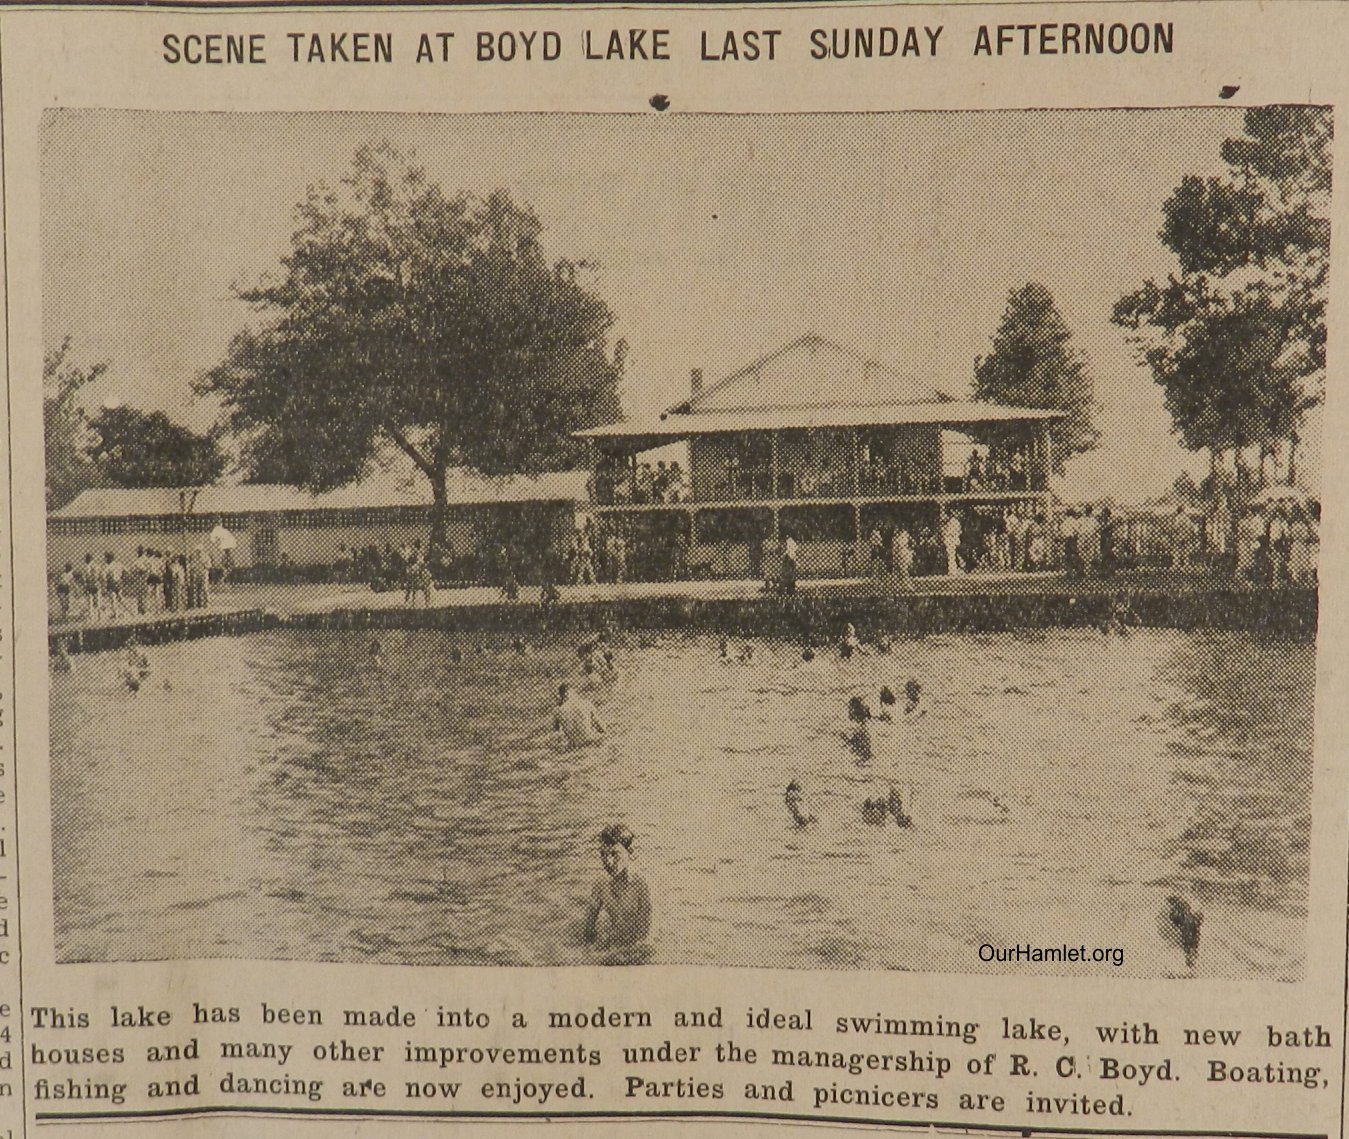 SCENE TAKEN AT BOYD LAKE LAST SUNDAY AFTERNOON
OurHamlet.org
This lake has been made into a modern and ideal swimming lake, with new bath
houses and many other improvements under the managership of R. C. Boyd. Boating,
fishing and dancing are now enjoyed. Parties and picnicers are invited.